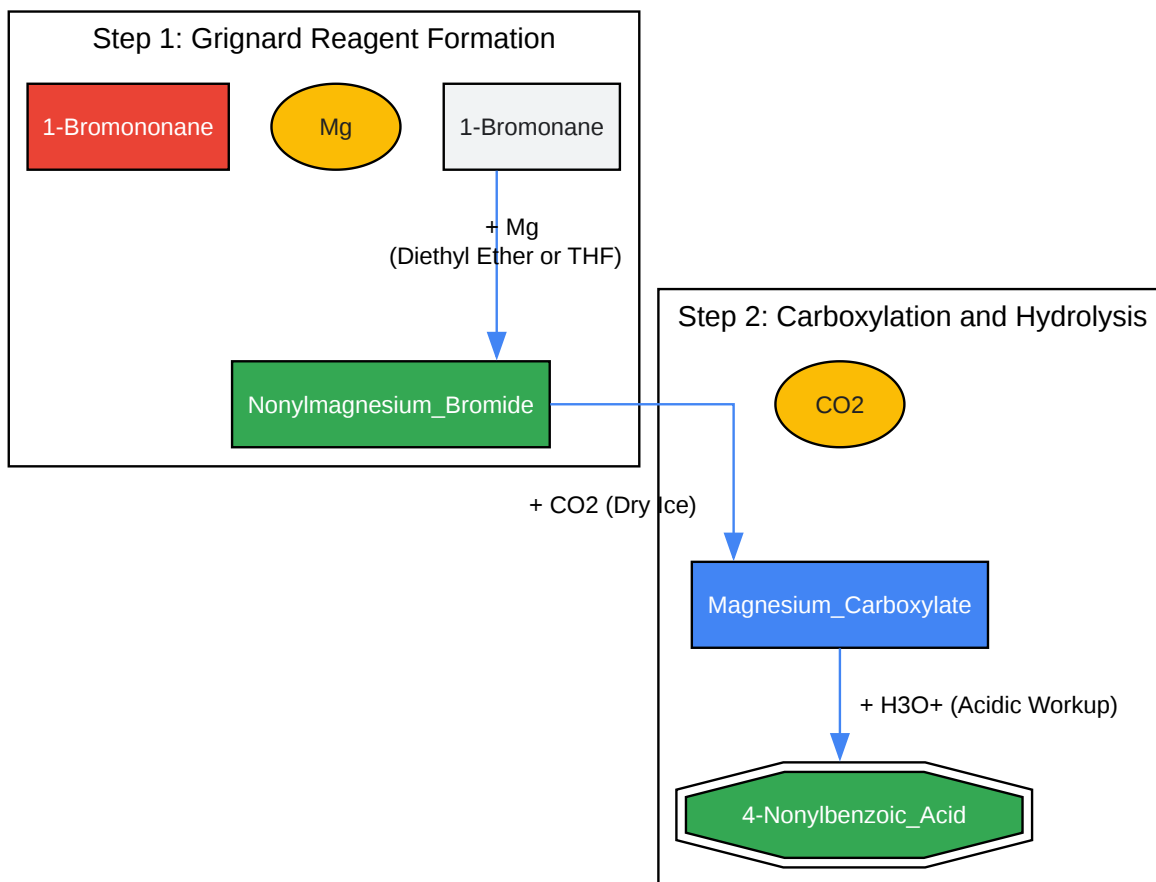 Step 1: Grignard Reagent Formation
1-Bromononane
Mg
1-Bromonane
+ Mg
(Diethyl Ether or THF)
Nonylmagnesium_Bromide
Step 2: Carboxylation and Hydrolysis
CO2
+ CO2 (Dry Ice)
Magnesium_Carboxylate
+ H3O+ (Acidic Workup)
4-Nonylbenzoic_Acid